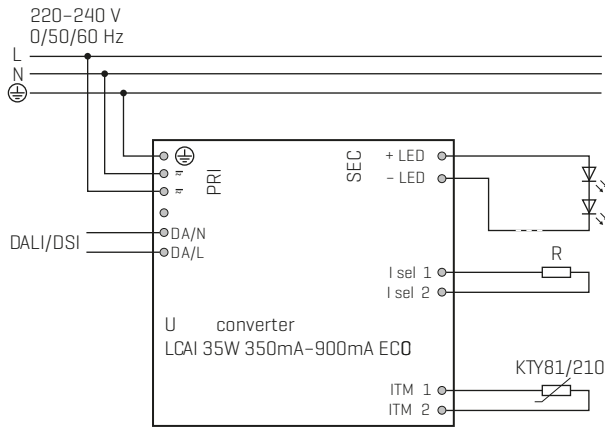 220–240 V
0/50/60 Hz
L
N
PRI
SEC
+ LED
– LED
DALI/DSI
DA/N
DA/L
I sel 1
I sel 2
R
U converter
LCAI 35W 350mA–900mA ECO
KTY81/210
ITM 1
ITM 2